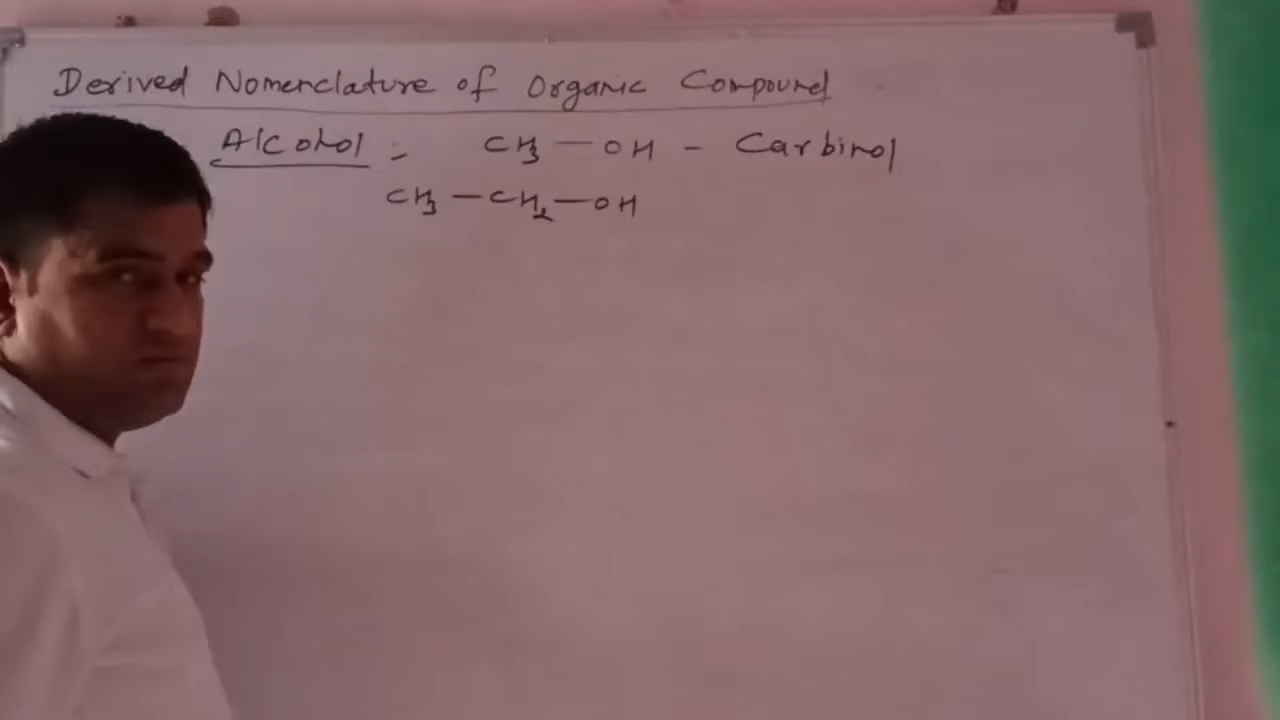 Derived Nomenclature of Organic Compound
Alcohol :- CH₃ — OH - Carbinol
CH₃ — CH₂ — OH